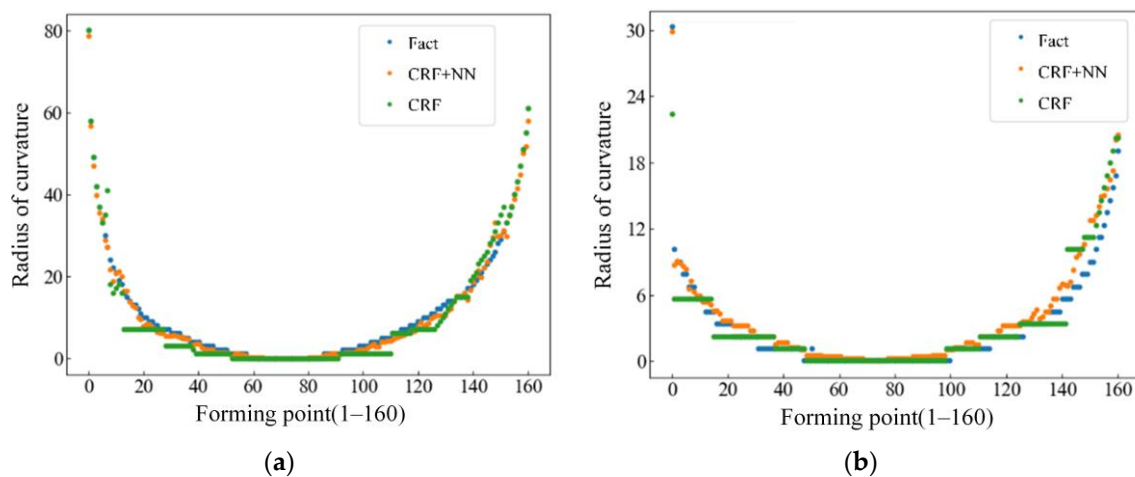 80
60
40
20
0
Radius of curvature
Fact
CRF+NN
CRF
0 20 40 60 80 100 120 140 160
Forming point(1–160)
(a)
30
24
18
12
6
0
Radius of curvature
Fact
CRF+NN
CRF
0 20 40 60 80 100 120 140 160
Forming point(1–160)
(b)